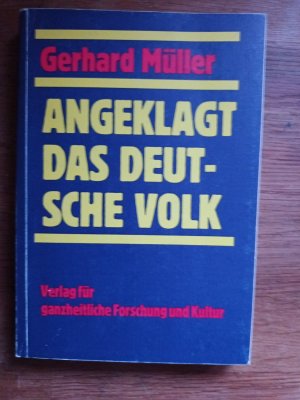 Gerhard Müller
ANGEKLAGT
DAS DEUT-
SCHE VOLK
Verlag für
ganzheitliche Forschung und Kultur